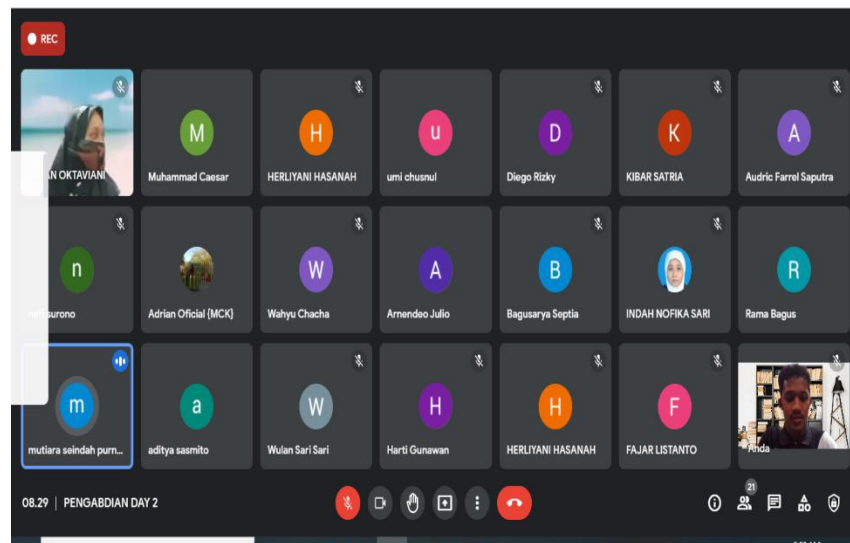 REC
OKTAVIANI
M
Muhammad Caesar
H
HERLIYANI HASANAH
u
umi chusnul
D
Diego Rizky
K
KIBAR SATRIA
A
Audric Farrel Saputra
n
surono
Adrian Oficial {MCK}
W
Wahyu Chacha
A
Arnendeo Julio
B
Bagusarya Septia
INDAH NOFIKA SARI
R
Rama Bagus
m
mutiara seindah purn...
a
aditya sasmito
W
Wulan Sari Sari
H
Harti Gunawan
H
HERLIYANI HASANAH
F
FAJAR LISTANTO
Anda
08.29 | PENGABDIAN DAY 2
21